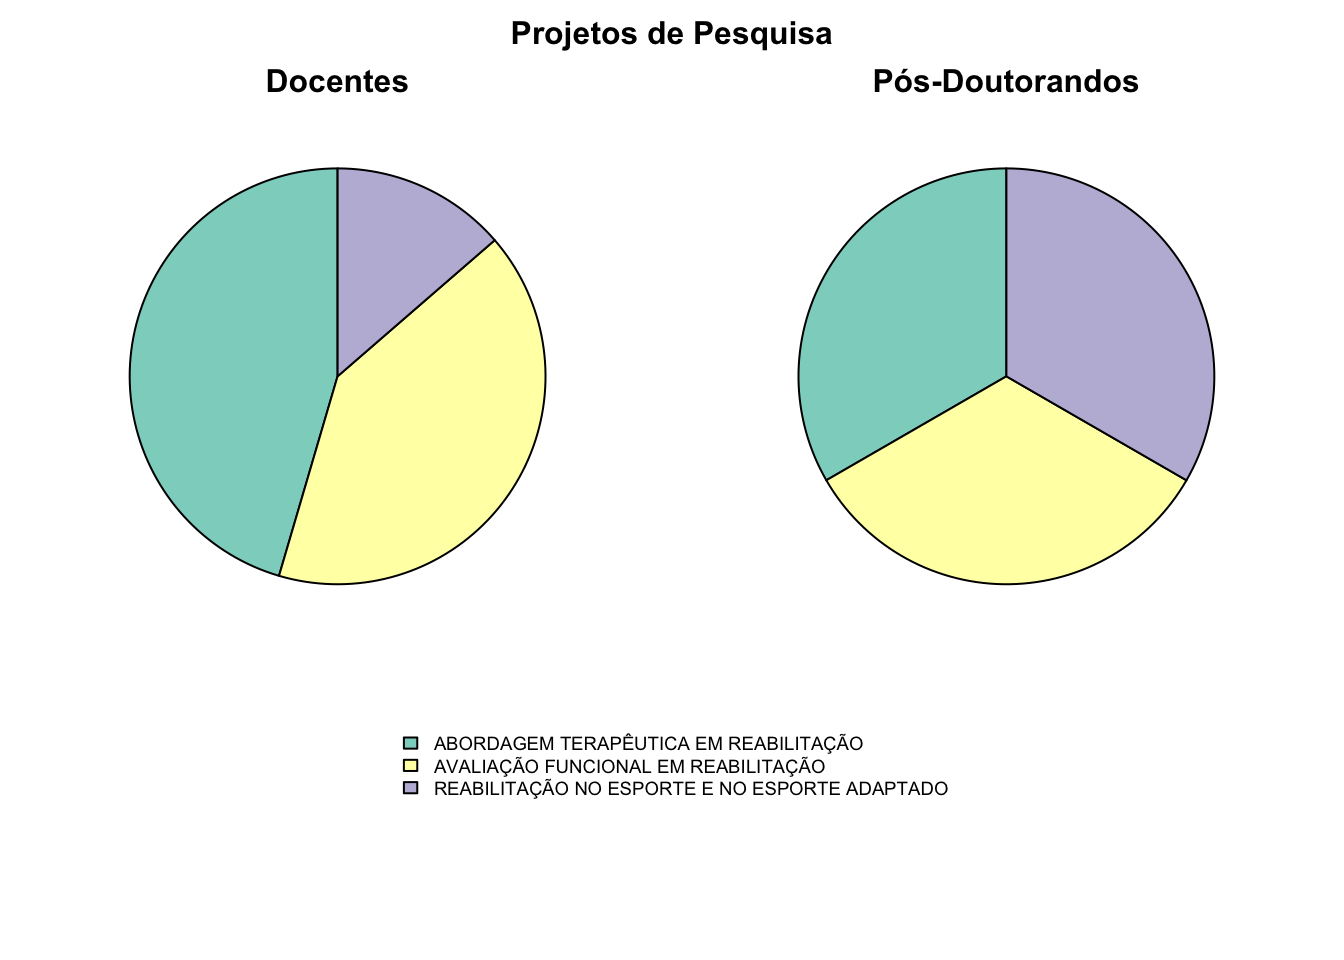 Projetos de Pesquisa
Docentes
Pós-Doutorandos
ABORDAGEM TERAPÊUTICA EM REABILITAÇÃO
AVALIAÇÃO FUNCIONAL EM REABILITAÇÃO
REABILITAÇÃO NO ESPORTE E NO ESPORTE ADAPTADO